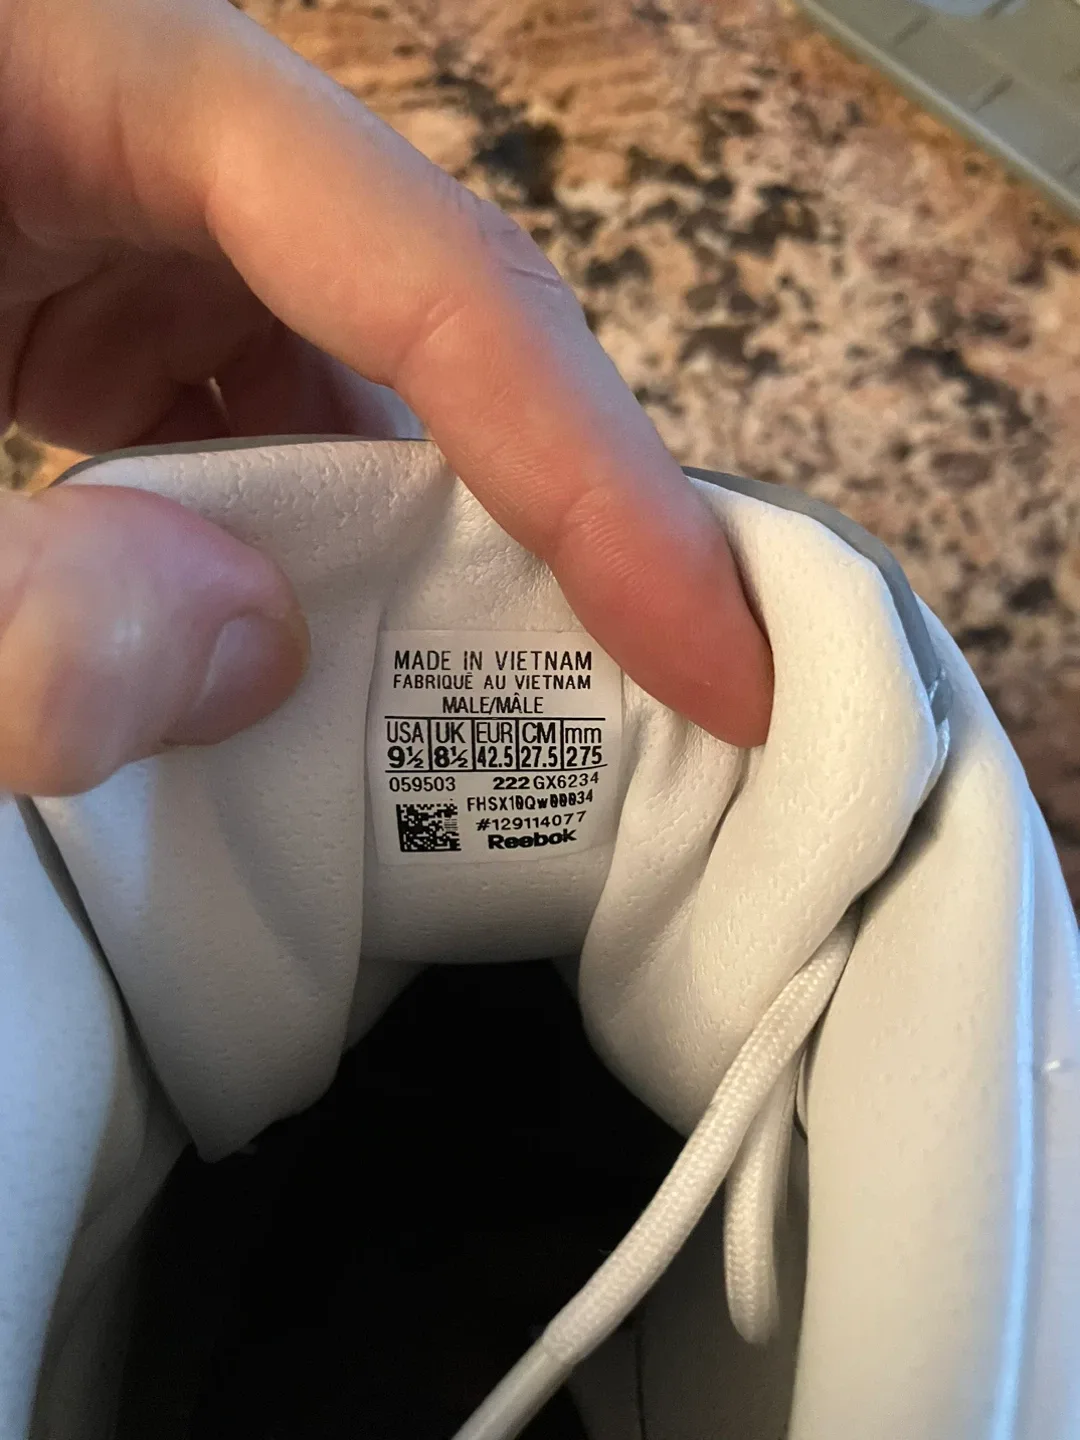 MADE IN VIETNAM
FABRIQUÉ AU VIETNAM
MALE/MÂLE
USA UK EUR CM mm
9½ 8½ 42.5 27.5 275
059503 222 GX6234
FHSX10Qw00034
#129114077
Reebok